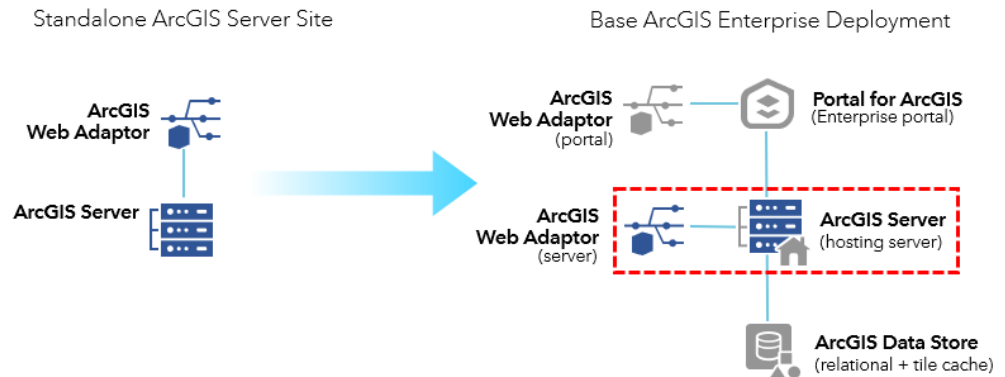 Standalone ArcGIS Server Site
Base ArcGIS Enterprise Deployment
ArcGIS
Web Adaptor
ArcGIS Server
ArcGIS
Web Adaptor
(portal)
Portal for ArcGIS
(Enterprise portal)
ArcGIS
Web Adaptor
(server)
ArcGIS Server
(hosting server)
ArcGIS Data Store
(relational + tile cache)